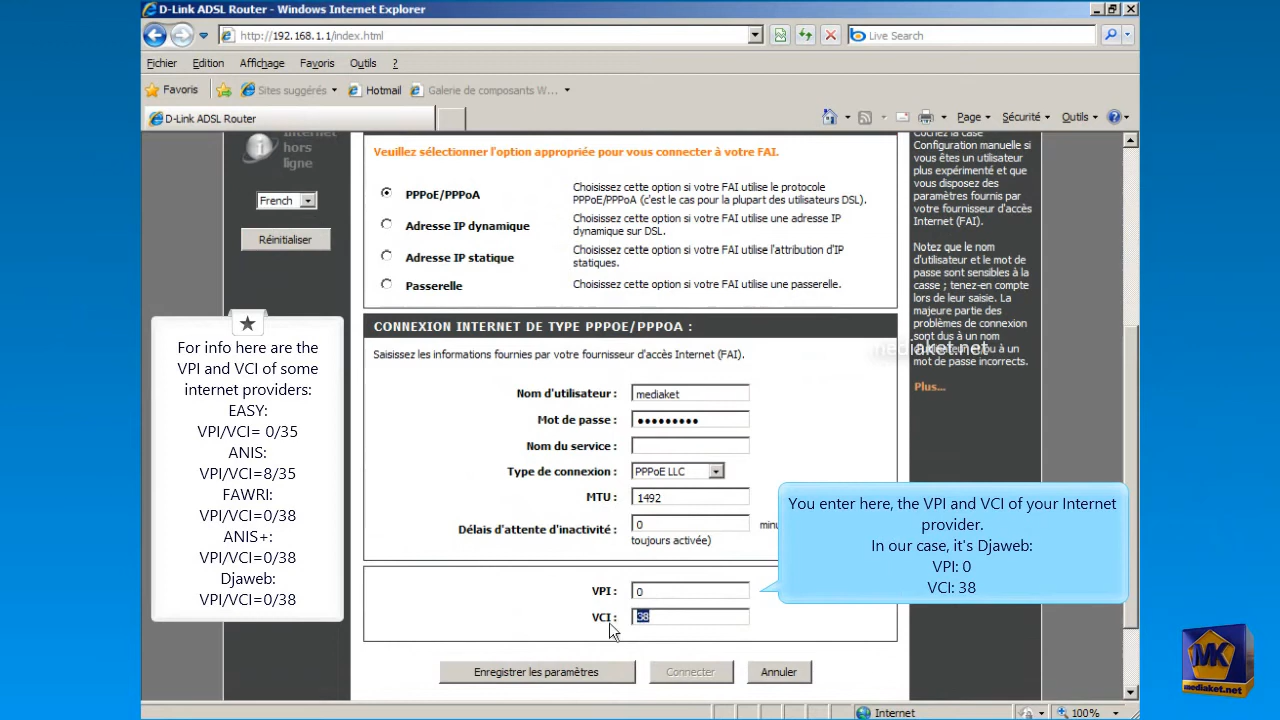 D-Link ADSL Router - Windows Internet Explorer
http://192.168.1.1/index.html
Live Search
Fichier Edition Affichage Favoris Outils ?
Favoris Sites suggérés Hotmail Galerie de composants W...
D-Link ADSL Router
Page Sécurité Outils
Internet
hors
ligne
French
Réinitialiser
Veuillez sélectionner l'option appropriée pour vous connecter à votre FAI.
PPPoE/PPPoA
Choisissez cette option si votre FAI utilise le protocole
PPPoE/PPPoA (c'est le cas pour la plupart des utilisateurs DSL).
Adresse IP dynamique
Choisissez cette option si votre FAI utilise une adresse IP
dynamique sur DSL.
Adresse IP statique
Choisissez cette option si votre FAI utilise l'attribution d'IP
statiques.
Passerelle
Choisissez cette option si votre FAI utilise une passerelle.
CONNEXION INTERNET DE TYPE PPPOE/PPPOA :
Saisissez les informations fournies par votre fournisseur d'accès Internet (FAI).
Nom d'utilisateur : mediaket
Mot de passe : •••••••••
Nom du service :
Type de connexion : PPPoE LLC
MTU : 1492
Délais d'attente d'inactivité : 0
toujours activée)
VPI : 0
VCI : 38
Enregistrer les paramètres Connecter Annuler
Cochez la case
Configuration manuelle si
vous êtes un utilisateur
plus expérimenté et que
vous disposez des
paramètres fournis par
votre fournisseur d'accès
Internet (FAI).
Notez que le nom
d'utilisateur et le mot de
passe sont sensibles à la
casse ; tenez-en compte
lors de leur saisie. La
majeure partie des
problèmes de connexion
sont dus à un nom
mot de passe incorrects.
Plus...
mediaket.net
For info here are the
VPI and VCI of some
internet providers:
EASY:
VPI/VCI= 0/35
ANIS:
VPI/VCI=8/35
FAWRI:
VPI/VCI=0/38
ANIS+:
VPI/VCI=0/38
Djaweb:
VPI/VCI=0/38
You enter here, the VPI and VCI of your Internet
provider.
In our case, it's Djaweb:
VPI: 0
VCI: 38
Internet 100%
MK
mediaket.net